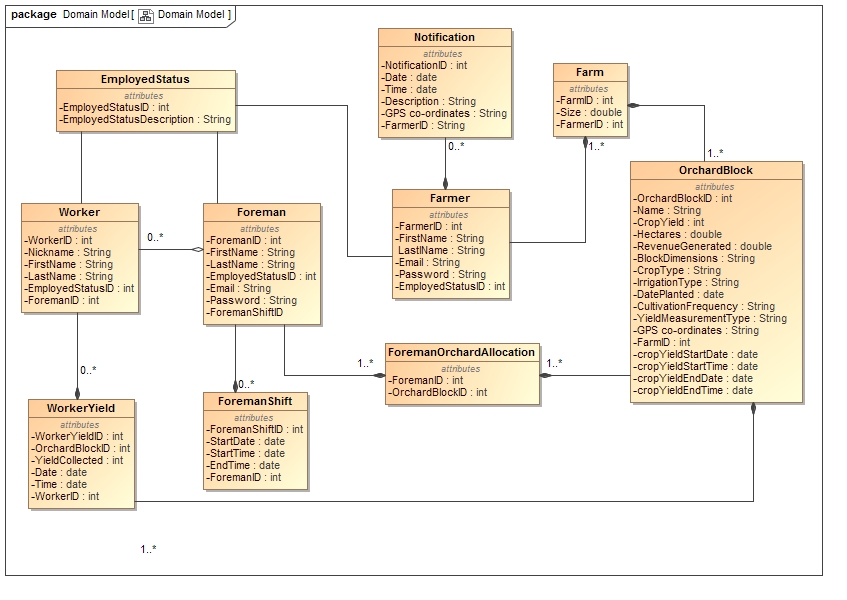 package Domain Model[ Domain Model ]
Notification
attributes
-NotificationID : int
-Date : date
-Time : date
-Description : String
-GPS co-ordinates : String
-FarmerID : String
0..*
Farm
attributes
-FarmID : int
-Size : double
-FarmerID : int
1..*
1..*
EmployedStatus
attributes
-EmployedStatusID : int
-EmployedStatusDescription : String
OrchardBlock
attributes
-OrchardBlockID : int
-Name : String
-CropYield : int
-Hectares : double
-RevenueGenerated : double
-BlockDimensions : String
-CropType : String
-IrrigationType : String
-DatePlanted : date
-CultivationFrequency : String
-YieldMeasurementType : String
-GPS co-ordinates : String
-FarmID : int
-cropYieldStartDate : date
-cropYieldStartTime : date
-cropYieldEndDate : date
-cropYieldEndTime : date
Worker
attributes
-WorkerID : int
-Nickname : String
-FirstName : String
-LastName : String
-EmployedStatusID : int
-ForemanID : int
0..*
Foreman
attributes
-ForemanID : int
-FirstName : String
-LastName : String
-EmployedStatusID : int
-Email : String
-Password : String
-ForemanShiftID
Farmer
attributes
-FarmerID : int
-FirstName : String
LastlName : String
-Email : String
-Password : String
-EmployedStatusID : int
ForemanOrchardAllocation
attributes
-ForemanID : int
-OrchardBlockID : int
1..*
1..*
0..*
0..*
WorkerYield
attributes
-WorkerYieldID : int
-OrchardBlockID : int
-YieldCollected : int
-Date : date
-Time : date
-WorkerID : int
ForemanShift
attributes
-ForemanShiftID : int
-StartDate : date
-StartTime : date
-EndTime : date
-ForemanID : int
1..*